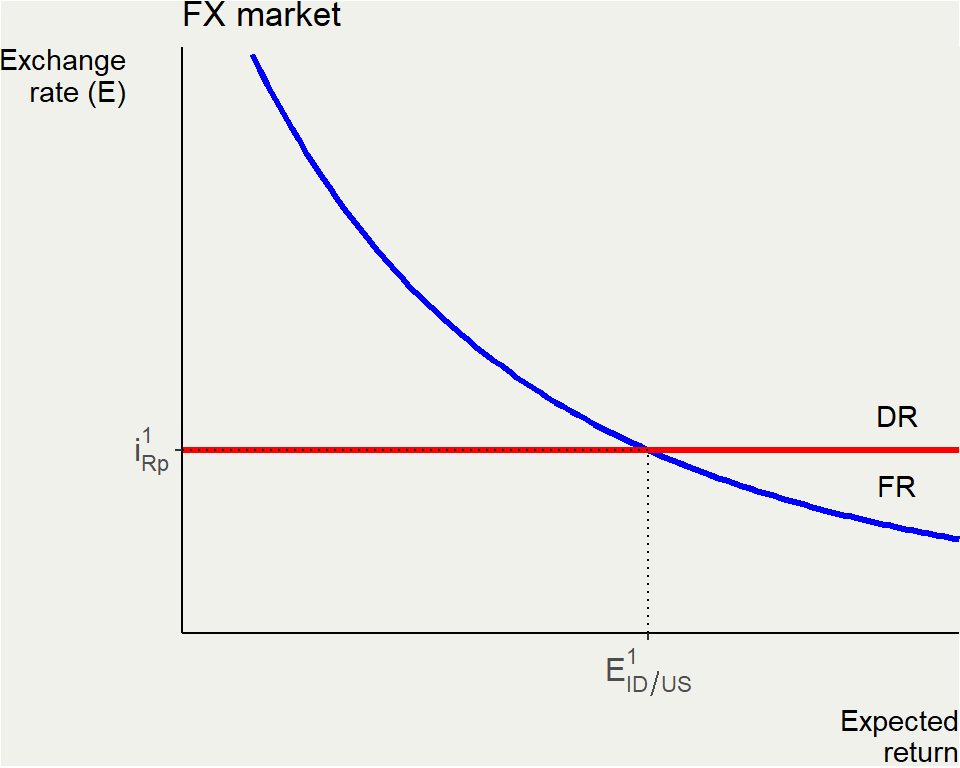 FX market
Exchange
rate (E)
DR
i¹Rp
FR
E¹ID/US
Expected
return